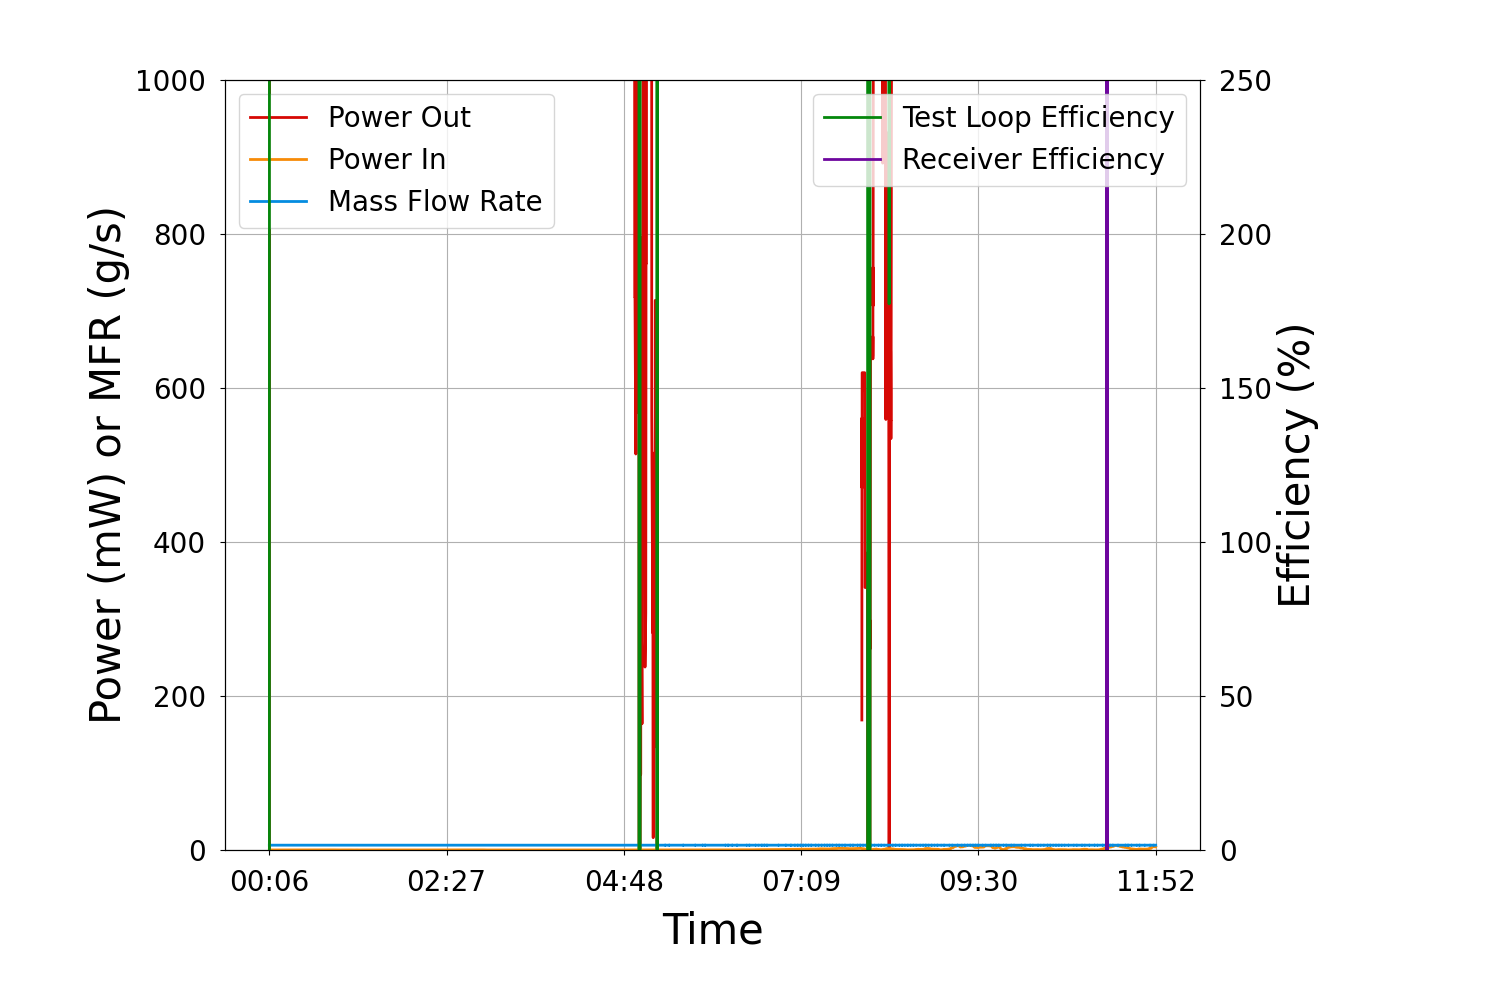 Power Out
Power In
Mass Flow Rate
Test Loop Efficiency
Receiver Efficiency
1000
800
600
400
200
0
Power (mW) or MFR (g/s)
250
200
150
100
50
0
Efficiency (%)
00:06 02:27 04:48 07:09 09:30 11:52
Time